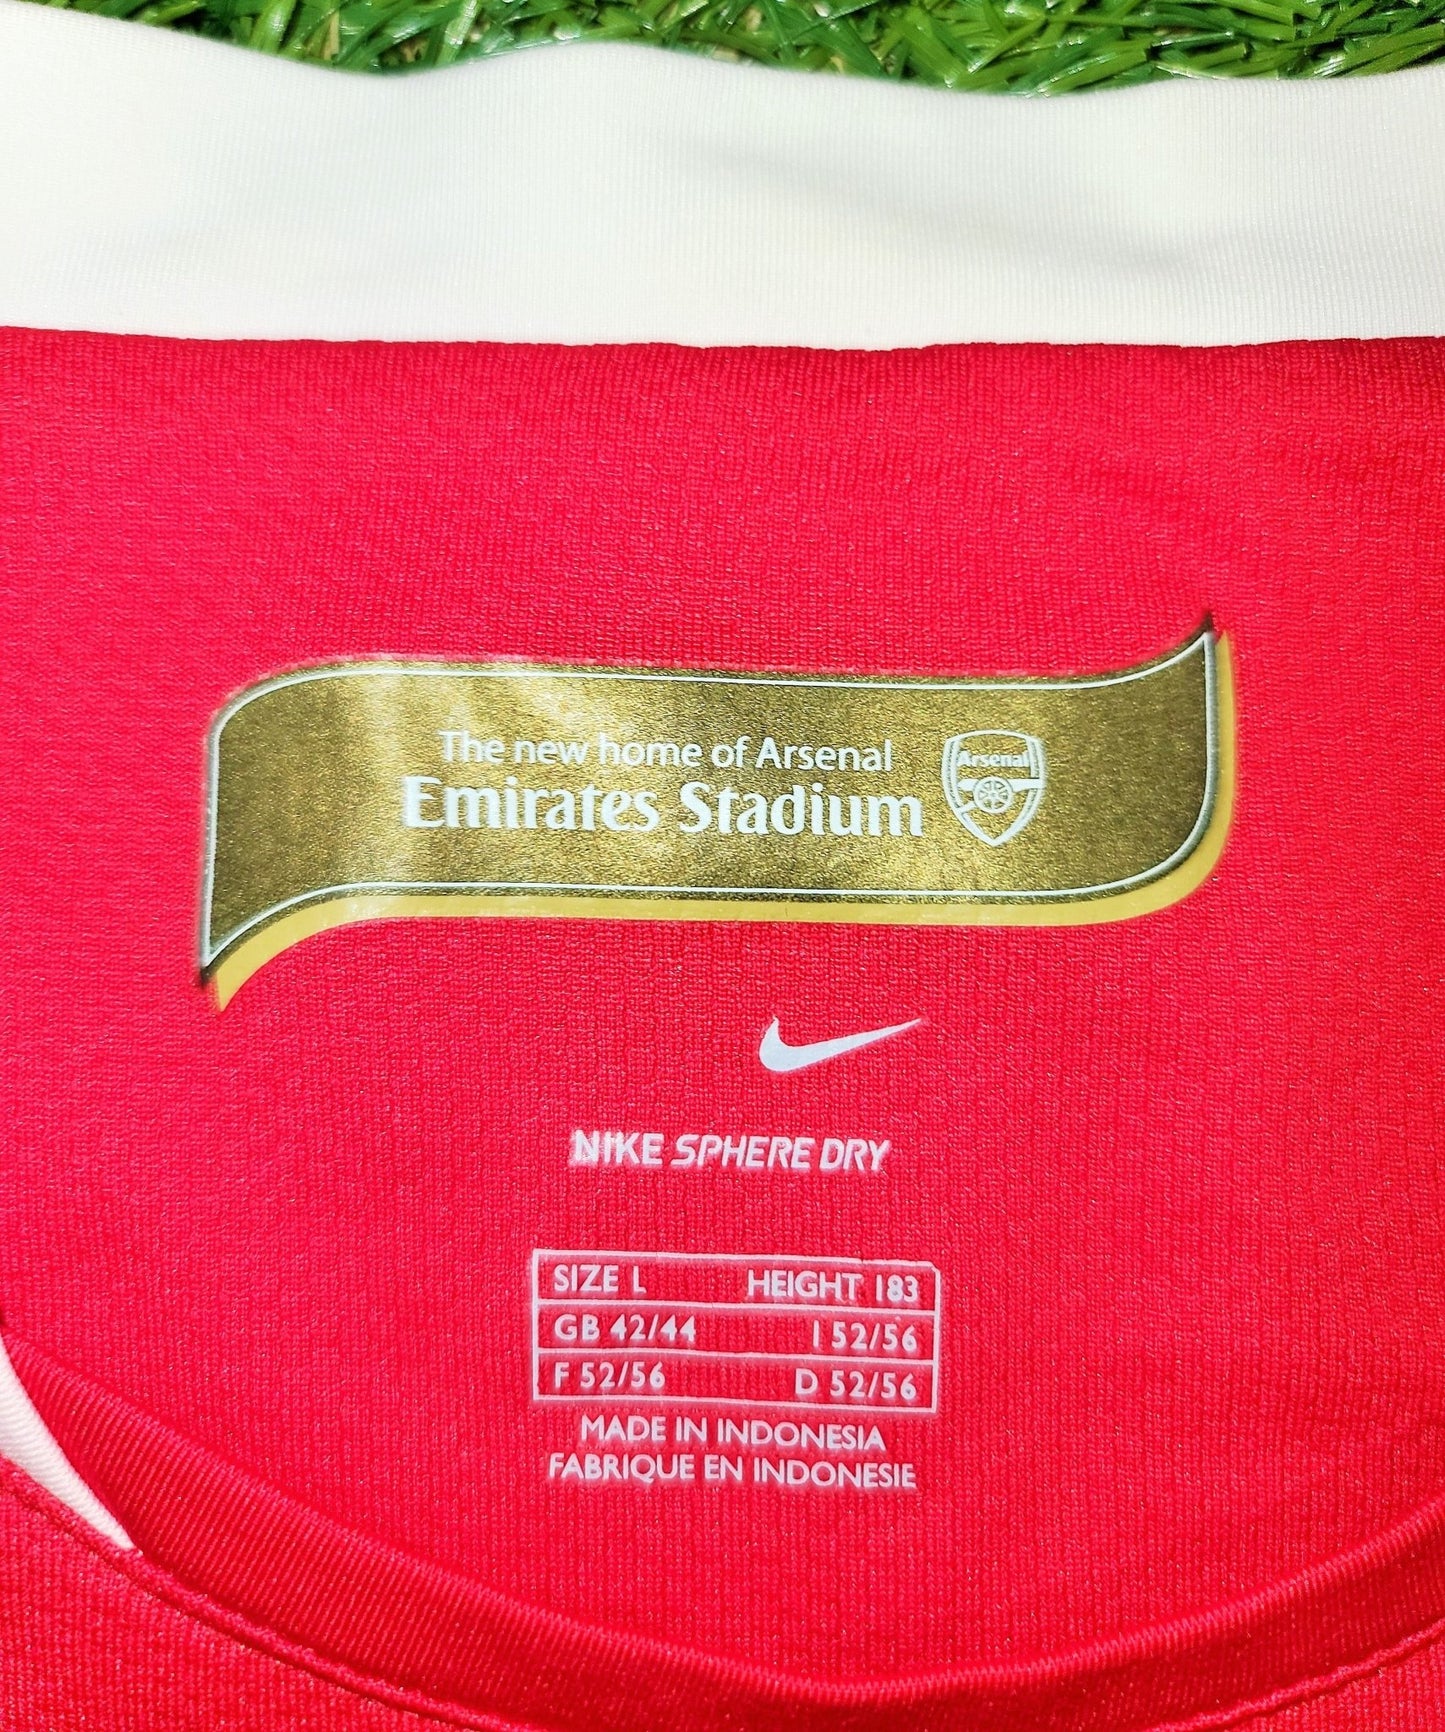 The new home of Arsenal
Emirates Stadium
Arsenal
NIKE SPHERE DRY
SIZE L HEIGHT 183
GB 42/44 I 52/56
F 52/56 D 52/56
MADE IN INDONESIA
FABRIQUE EN INDONESIE